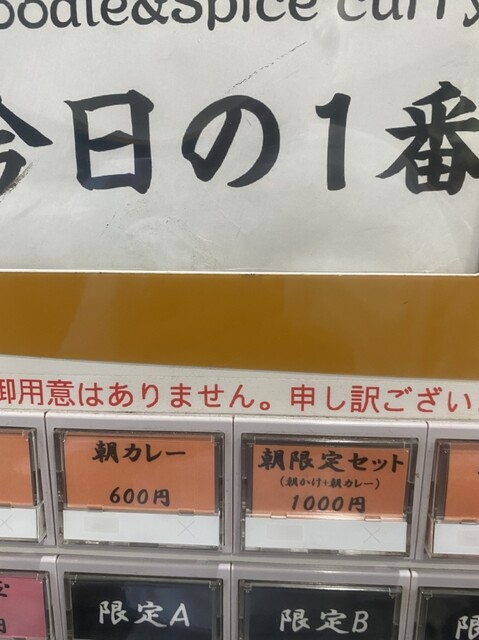 oodle&spice curry
今日の1番
御用意はありません。申し訳ござい
朝カレー
600円
朝限定セット
(朝かけ+朝カレー)
1000円
限定A
限定B
円